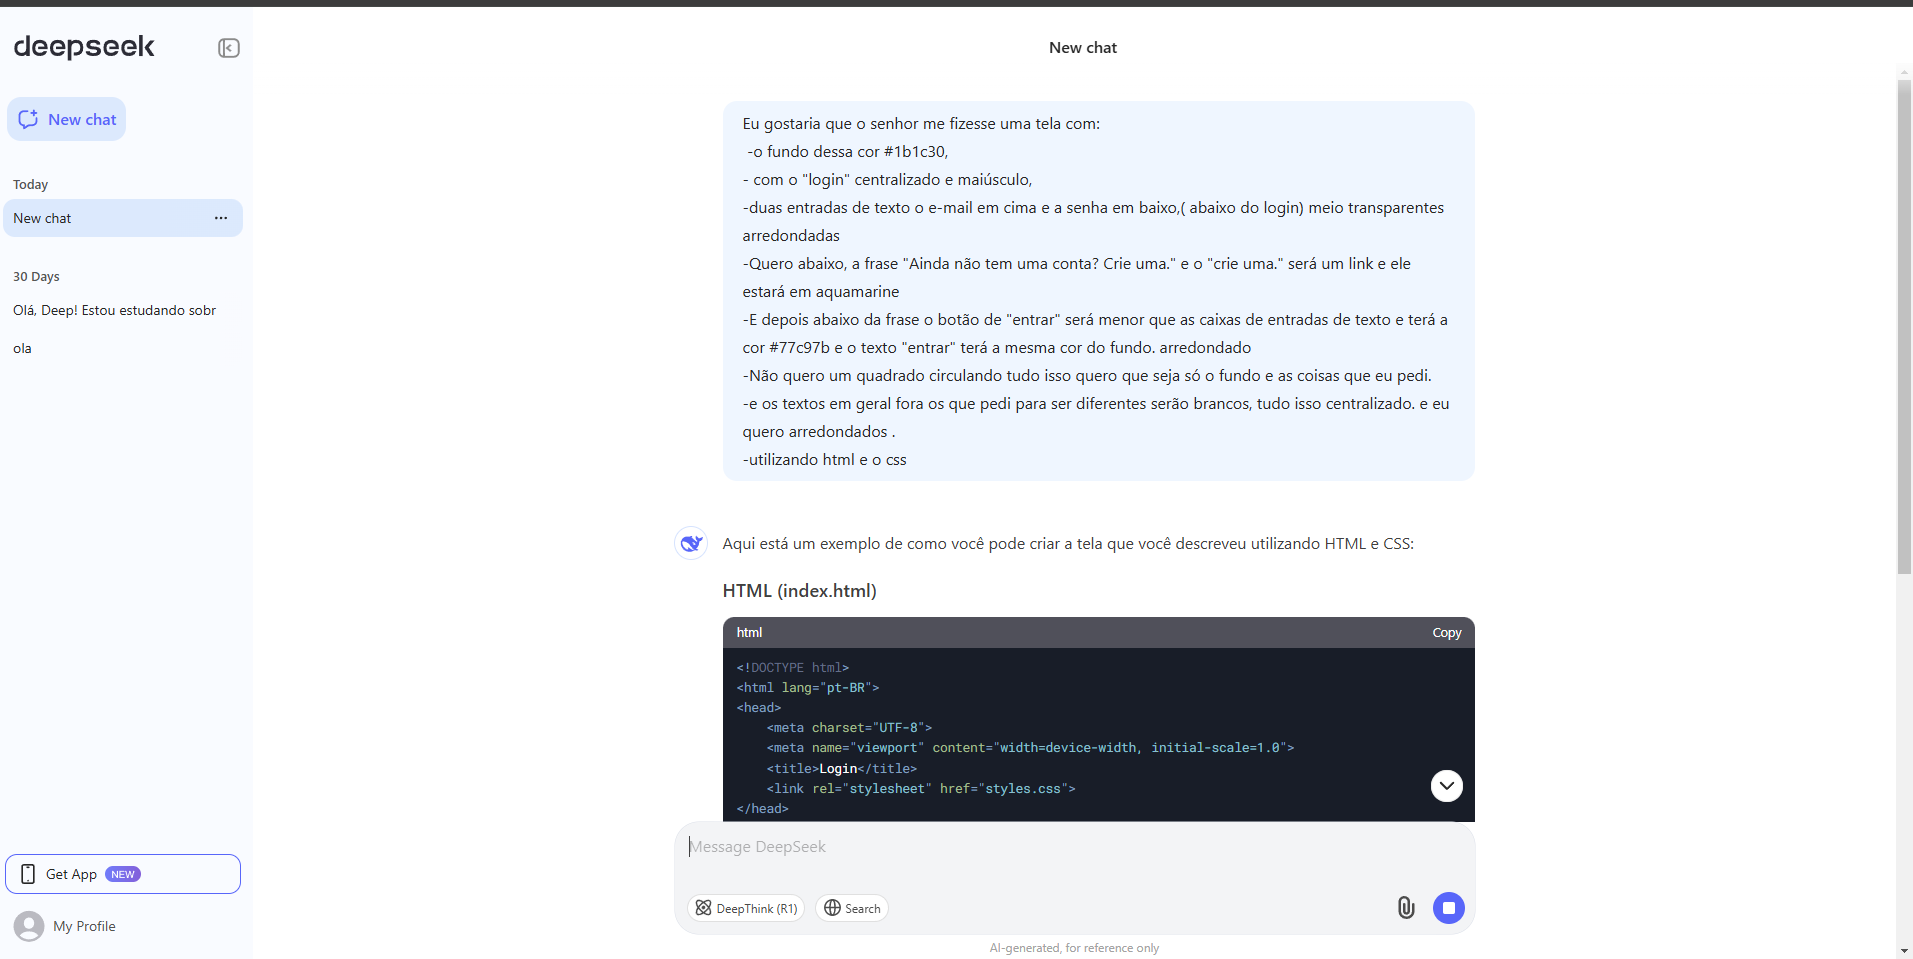 deepseek
New chat
Today
New chat
30 Days
Olá, Deep! Estou estudando sobr
ola
Get App NEW
My Profile
New chat
Eu gostaria que o senhor me fizesse uma tela com:
-o fundo dessa cor #1b1c30,
- com o "login" centralizado e maiúsculo,
-duas entradas de texto o e-mail em cima e a senha em baixo,( abaixo do login) meio transparentes
arredondadas
-Quero abaixo, a frase "Ainda não tem uma conta? Crie uma." e o "crie uma." será um link e ele
estará em aquamarine
-E depois abaixo da frase o botão de "entrar" será menor que as caixas de entradas de texto e terá a
cor #77c97b e o texto "entrar" terá a mesma cor do fundo. arredondado
-Não quero um quadrado circulando tudo isso quero que seja só o fundo e as coisas que eu pedi.
-e os textos em geral fora os que pedi para ser diferentes serão brancos, tudo isso centralizado. e eu
quero arredondados .
-utilizando html e o css
Aqui está um exemplo de como você pode criar a tela que você descreveu utilizando HTML e CSS:
HTML (index.html)
html Copy
<!DOCTYPE html>
<html lang="pt-BR">
<head>
<meta charset="UTF-8">
<meta name="viewport" content="width=device-width, initial-scale=1.0">
<title>Login</title>
<link rel="stylesheet" href="styles.css">
</head>
Message DeepSeek
DeepThink (R1) Search
AI-generated, for reference only